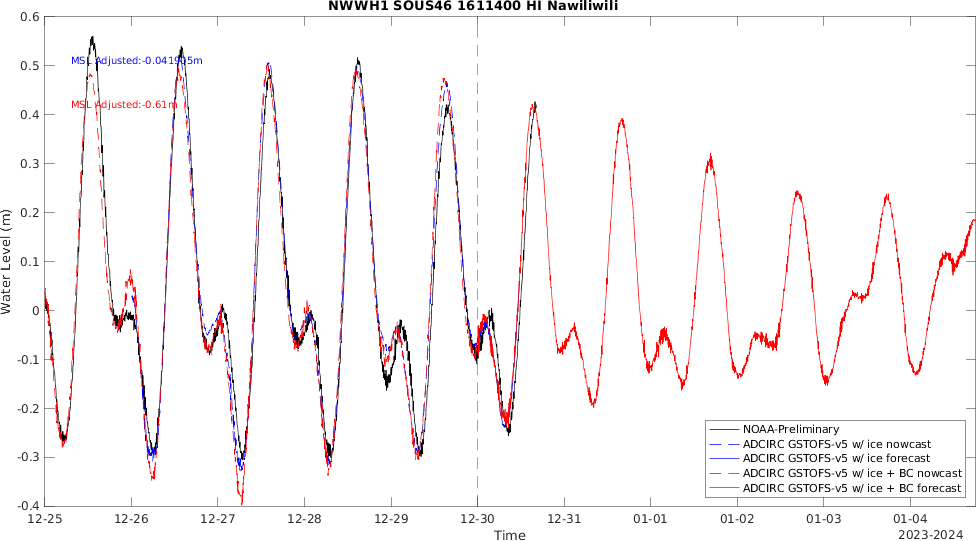 NWWH1 SOUS46 1611400 HI Nawiliwili
0.6
0.5
0.4
0.3
0.2
0.1
0
-0.1
-0.2
-0.3
-0.4
Water Level (m)
MSL Adjusted:-0.61m
NOAA-Preliminary
ADCIRC GSTOFS-v5 w/ ice nowcast
ADCIRC GSTOFS-v5 w/ ice forecast
ADCIRC GSTOFS-v5 w/ ice + BC nowcast
ADCIRC GSTOFS-v5 w/ ice + BC forecast
12-25 12-26 12-27 12-28 12-29 12-30 12-31 01-01 01-02 01-03 01-04
Time
2023-2024